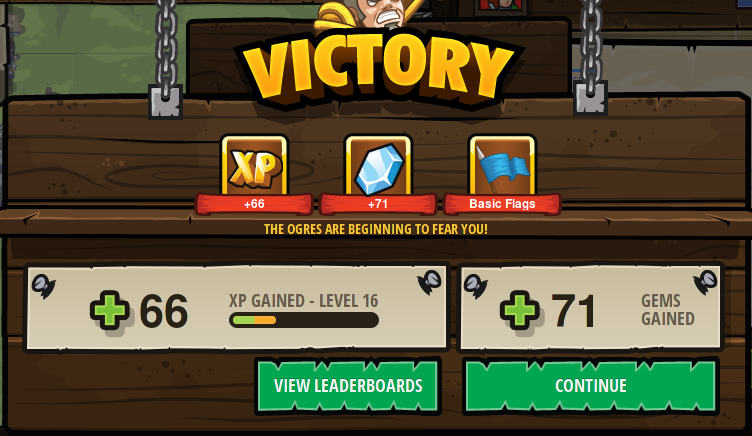 VICTORY
XP
+66
+71
Basic Flags
THE OGRES ARE BEGINNING TO FEAR YOU!
66
XP GAINED - LEVEL 16
71
GEMS
GAINED
VIEW LEADERBOARDS
CONTINUE